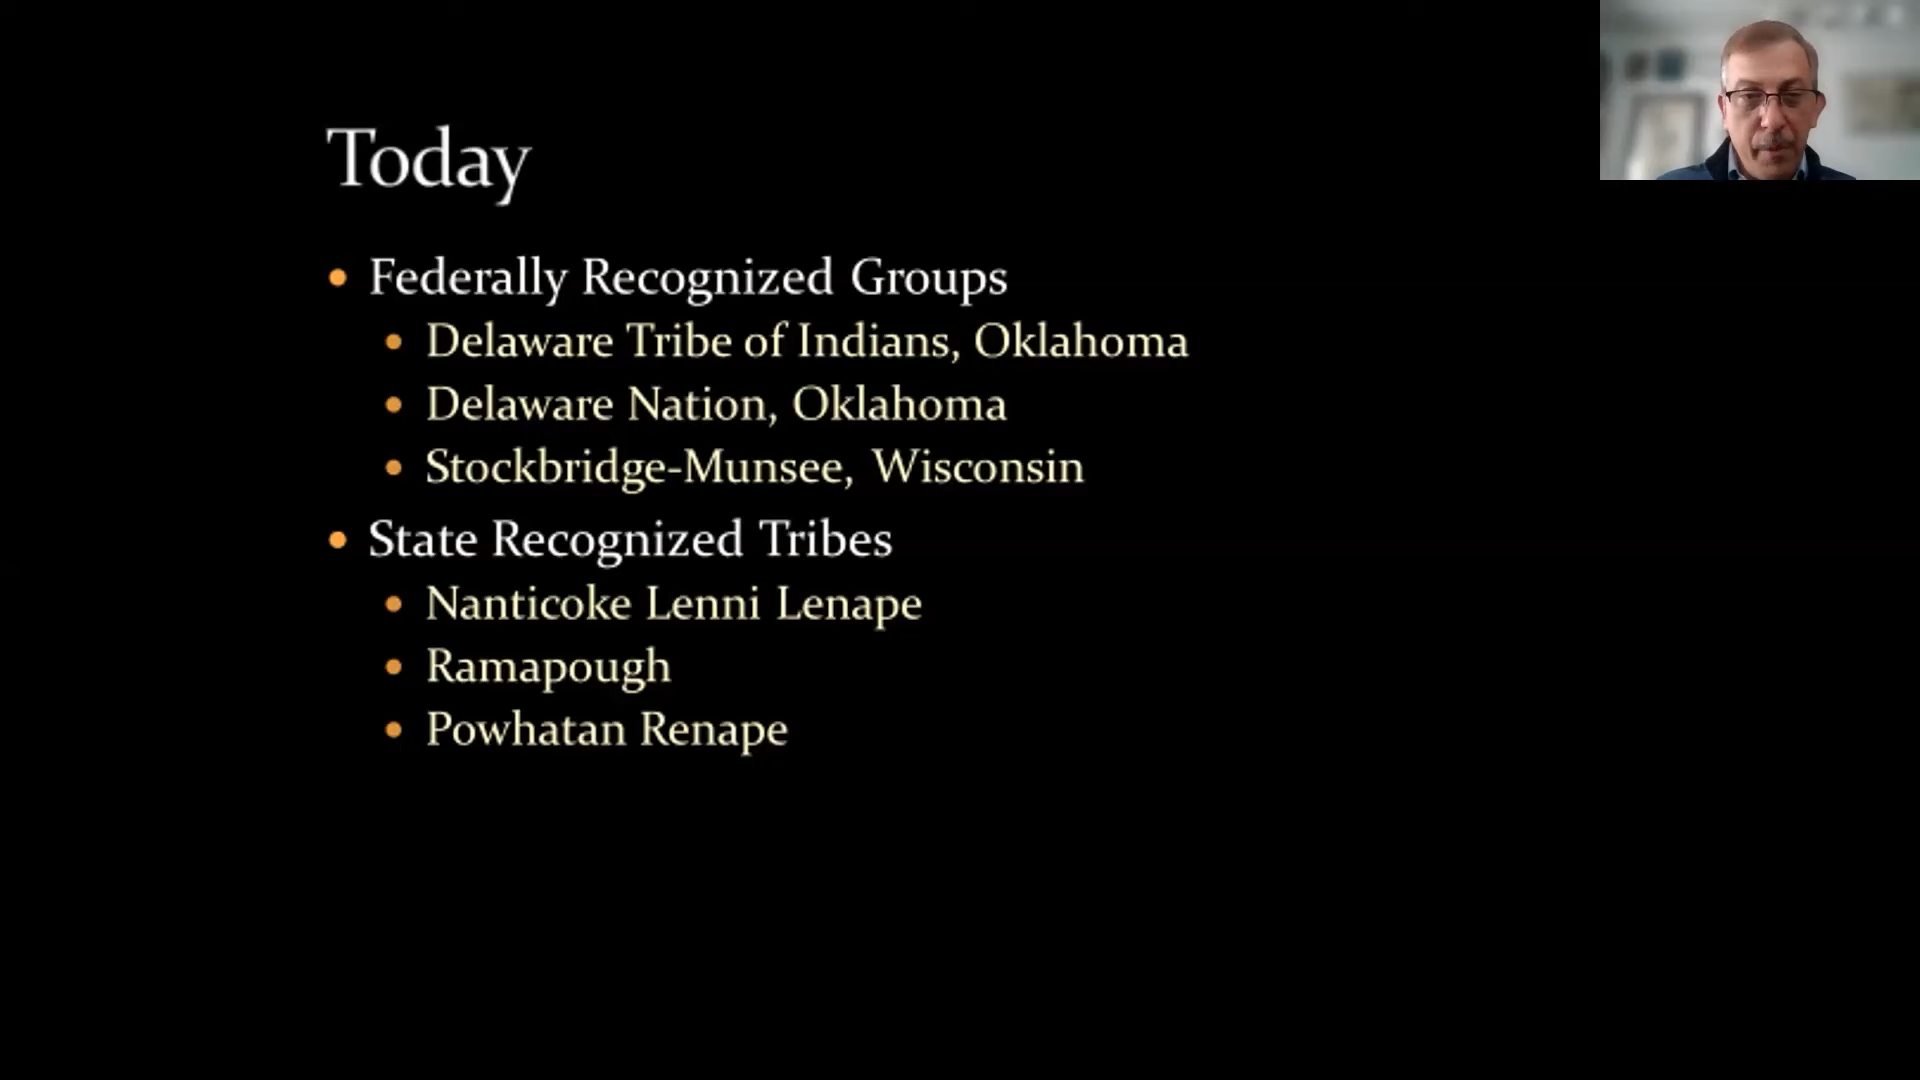 Today
Federally Recognized Groups
Delaware Tribe of Indians, Oklahoma
Delaware Nation, Oklahoma
Stockbridge-Munsee, Wisconsin
State Recognized Tribes
Nanticoke Lenni Lenape
Ramapough
Powhatan Renape